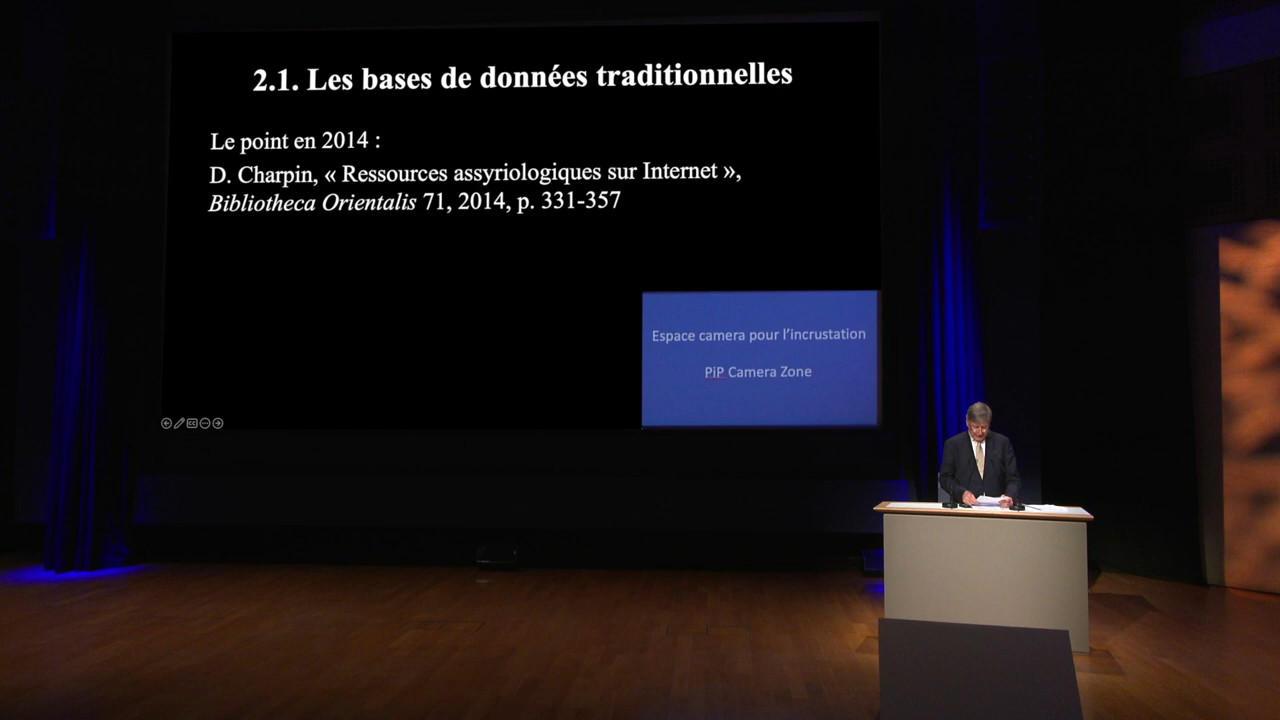 2.1. Les bases de données traditionnelles
Le point en 2014 :
D. Charpin, « Ressources assyriologiques sur Internet »,
Bibliotheca Orientalis 71, 2014, p. 331-357
Espace camera pour l'incrustation
PiP Camera Zone